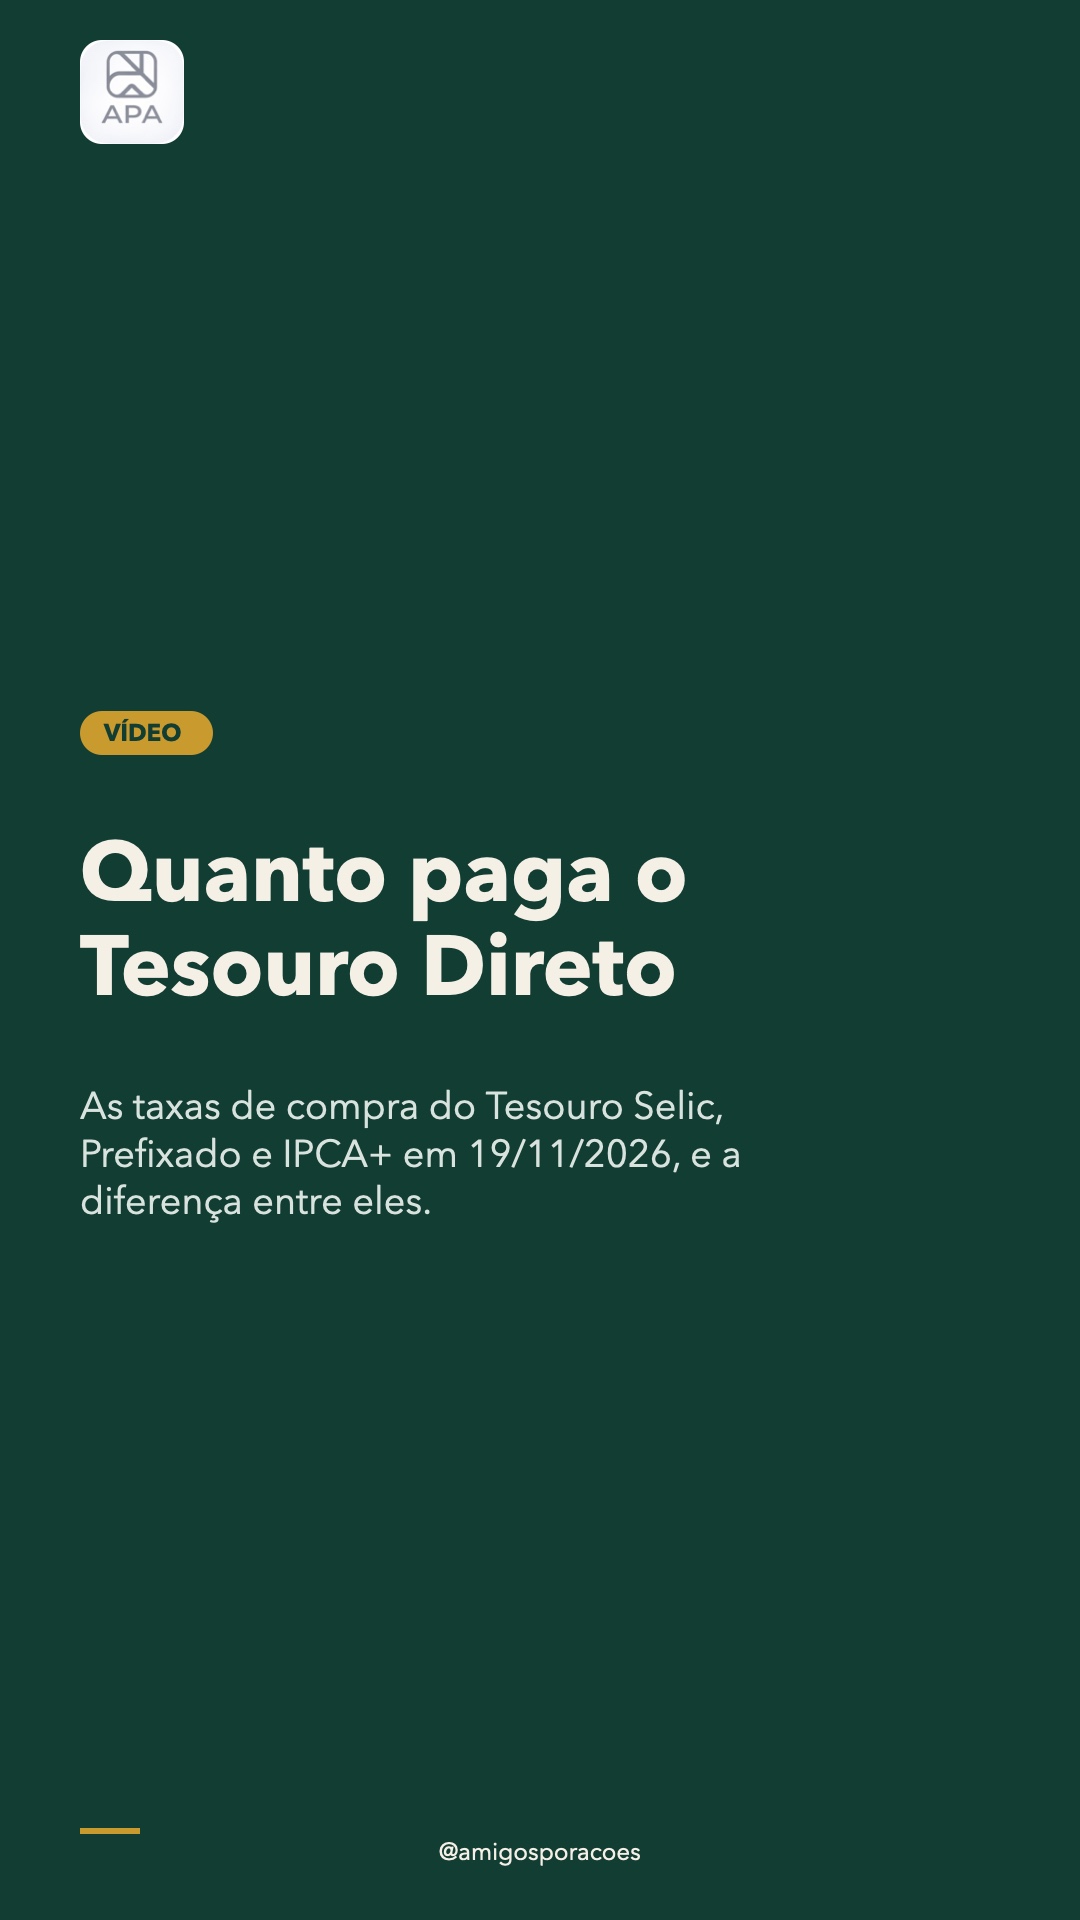 APA
VÍDEO
Quanto paga o
Tesouro Direto
As taxas de compra do Tesouro Selic,
Prefixado e IPCA+ em 19/11/2026, e a
diferença entre eles.
@amigosporacoes